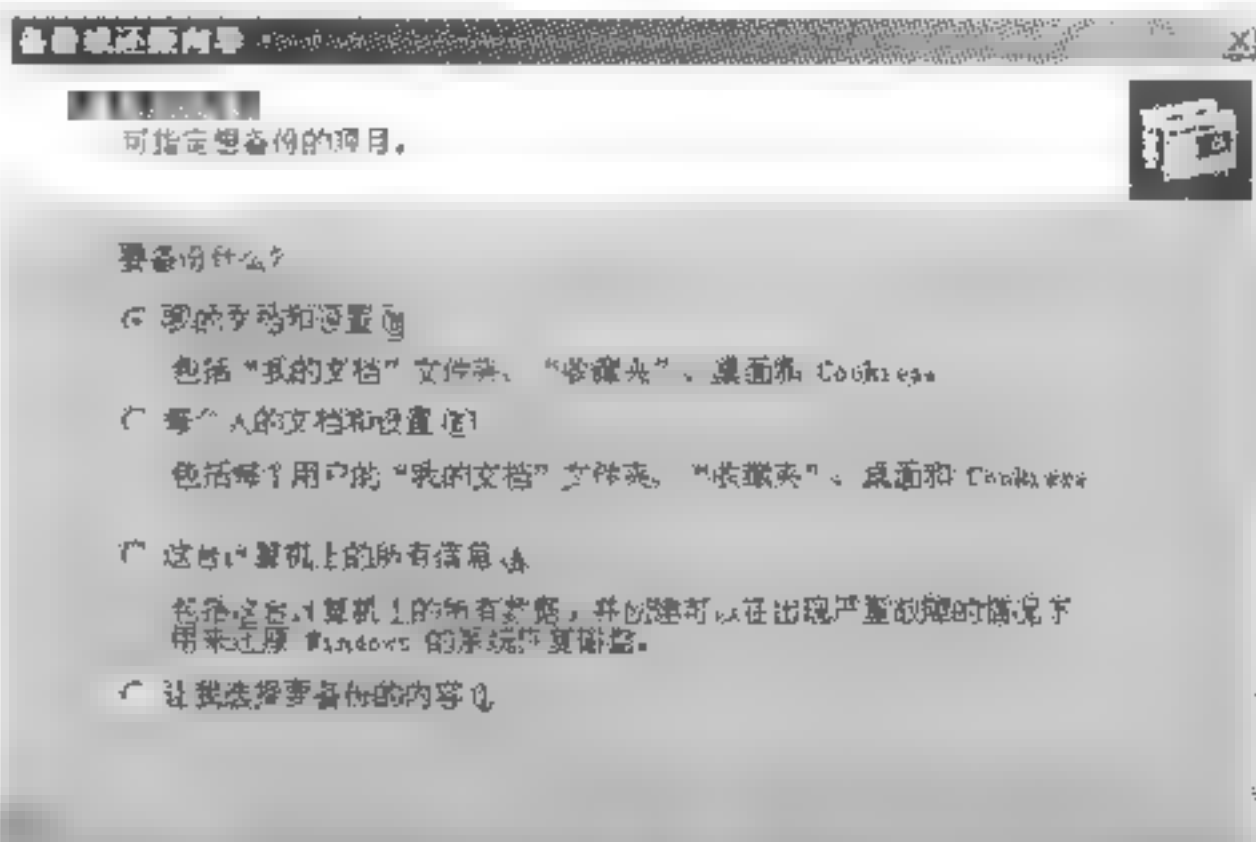 备份或还原向导
可指定想备份的项目。
要备份什么?
我的文档和设置(M)
包括“我的文档”文件夹、“收藏夹”、桌面和 Cookies。
每个人的文档和设置(E)
包括每个用户的“我的文档”文件夹、“收藏夹”、桌面和 Cookies
这台计算机上的所有信息(A)
包括这台计算机上的所有数据,并创建可以在出现严重故障的情况下
用来还原 Windows 的系统恢复磁盘。
让我选择要备份的内容(L)